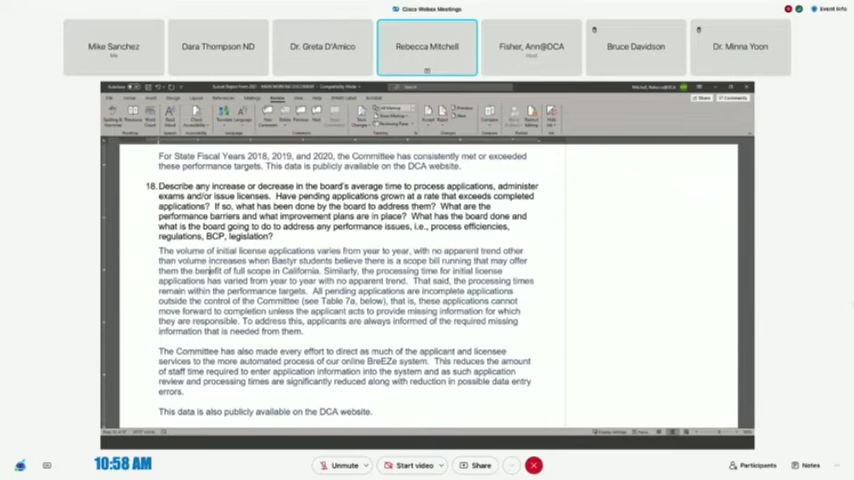 Cisco Webex Meetings
Event Info
Mike Sanchez
Me
Dara Thompson ND
Dr. Greta D'Amico
Rebecca Mitchell
Fisher, Ann@DCA
Host
Bruce Davidson
Dr. Minna Yoon
Share
Comments
For State Fiscal Years 2018, 2019, and 2020, the Committee has consistently met or exceeded
these performance targets. This data is publicly available on the DCA website.
18. Describe any increase or decrease in the board's average time to process applications, administer
exams and/or issue licenses. Have pending applications grown at a rate that exceeds completed
applications? If so, what has been done by the board to address them? What are the
performance barriers and what improvement plans are in place? What has the board done and
what is the board going to do to address any performance issues, i.e., process efficiencies,
regulations, BCP, legislation?
The volume of initial license applications varies from year to year, with no apparent trend other
than volume increases when Bastyr students believe there is a scope bill running that may offer
them the benefit of full scope in California. Similarly, the processing time for initial license
applications has varied from year to year with no apparent trend. That said, the processing times
remain within the performance targets. All pending applications are incomplete applications
outside the control of the Committee (see Table 7a, below), that is, these applications cannot
move forward to completion unless the applicant acts to provide missing information for which
they are responsible. To address this, applicants are always informed of the required missing
information that is needed from them.
The Committee has also made every effort to direct as much of the applicant and licensee
services to the more automated process of our online BreEZe system. This reduces the amount
of staff time required to enter application information into the system and as such application
review and processing times are significantly reduced along with reduction in possible data entry
errors.
This data is also publicly available on the DCA website.
10:58 AM
Unmute
Start video
Share
Participants
Notes